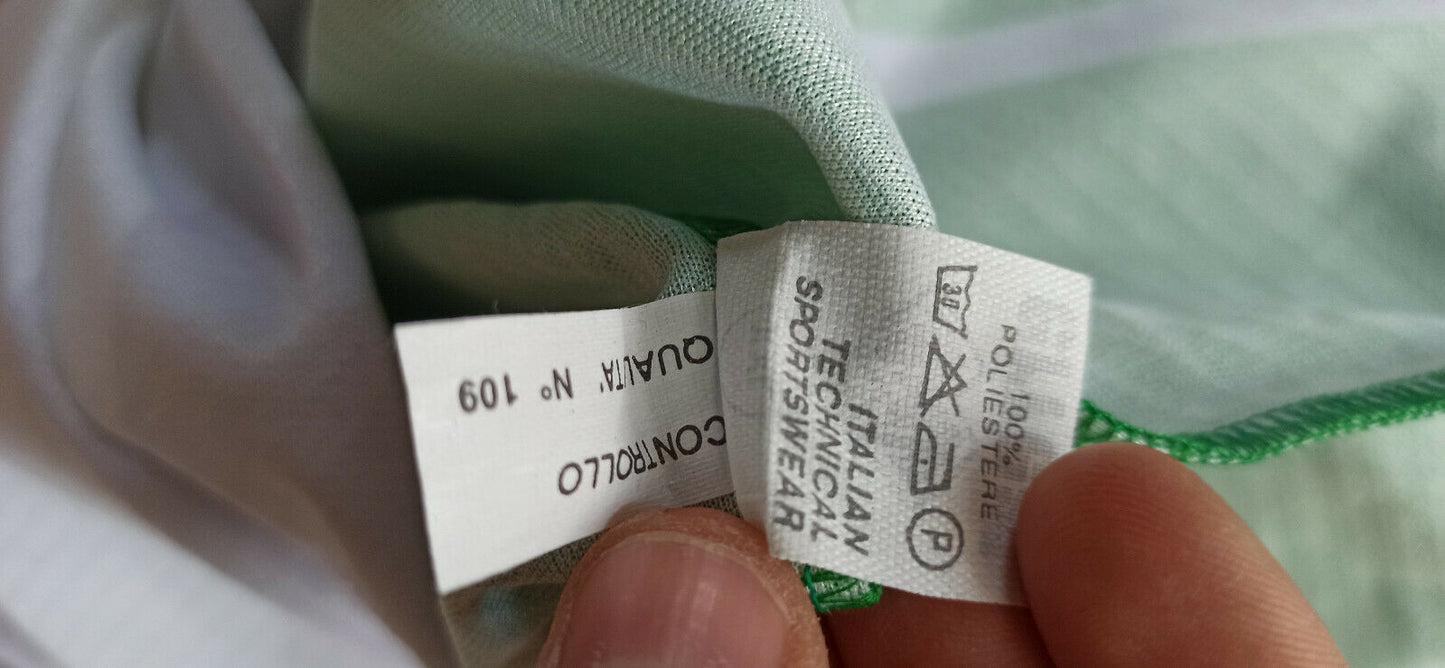 CONTROLLO
QUALITA' N° 109
100%
POLIESTERE
30
P
ITALIAN
TECHNICAL
SPORTSWEAR